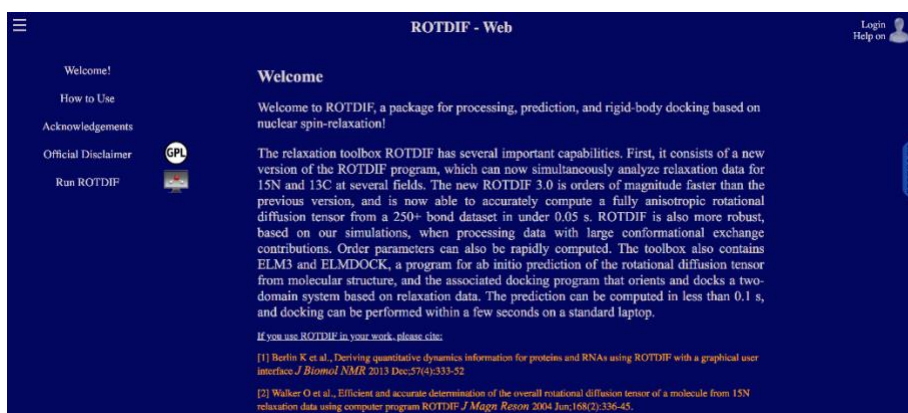 ROTDIF - Web
Login
Help on
Welcome!
How to Use
Acknowledgements
Official Disclaimer
GPL
Run ROTDIF
Welcome
Welcome to ROTDIF, a package for processing, prediction, and rigid-body docking based on
nuclear spin-relaxation!
The relaxation toolbox ROTDIF has several important capabilities. First, it consists of a new
version of the ROTDIF program, which can now simultaneously analyze relaxation data for
15N and 13C at several fields. The new ROTDIF 3.0 is orders of magnitude faster than the
previous version, and is now able to accurately compute a fully anisotropic rotational
diffusion tensor from a 250+ bond dataset in under 0.05 s. ROTDIF is also more robust,
based on our simulations, when processing data with large conformational exchange
contributions. Order parameters can also be rapidly computed. The toolbox also contains
ELM3 and ELMDOCK, a program for ab initio prediction of the rotational diffusion tensor
from molecular structure, and the associated docking program that orients and docks a two-
domain system based on relaxation data. The prediction can be computed in less than 0.1 s,
and docking can be performed within a few seconds on a standard laptop.
If you use ROTDIF in your work, please cite:
[1] Berlin K et al., Deriving quantitative dynamics information for proteins and RNAs using ROTDIF with a graphical user
interface J Biomol NMR 2013 Dec;57(4):333-52
[2] Walker O et al., Efficient and accurate determination of the overall rotational diffusion tensor of a molecule from 15N
relaxation data using computer program ROTDIF J Magn Reson 2004 Jun;168(2):336-45.